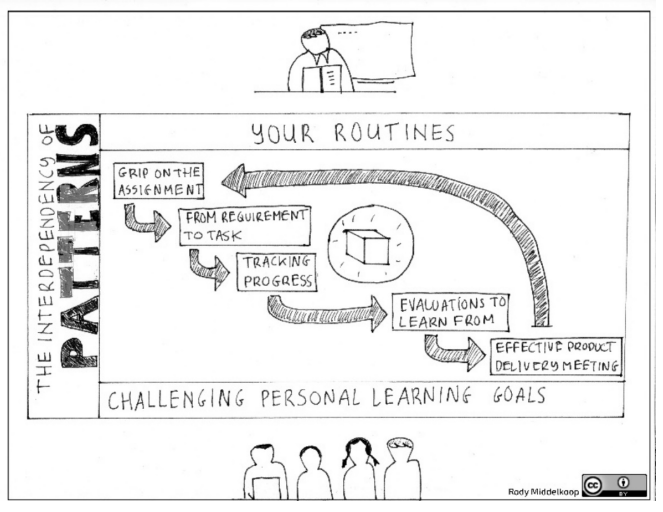 THE INTERDEPENDENCY OF
PATTERNS
YOUR ROUTINES
GRIP ON THE
ASSIGNMENT
FROM REQUIREMENT
TO TASK
TRACKING
PROGRESS
EVALUATIONS TO
LEARN FROM
EFFECTIVE PRODUCT
DELIVERY MEETING
CHALLENGING PERSONAL LEARNING GOALS
Rody Middelkoop
cc
BY